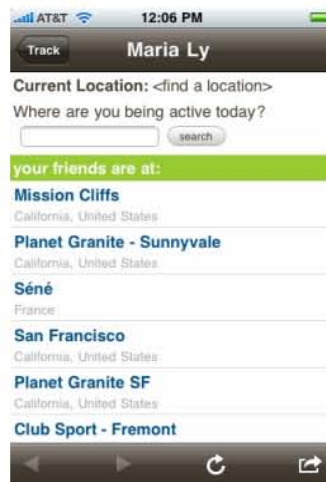 AT&T 12:06 PM
Track Maria Ly
Current Location: <find a location>
Where are you being active today?
search
your friends are at:
Mission Cliffs
California, United States
Planet Granite - Sunnyvale
California, United States
Séné
France
San Francisco
California, United States
Planet Granite SF
California, United States
Club Sport - Fremont